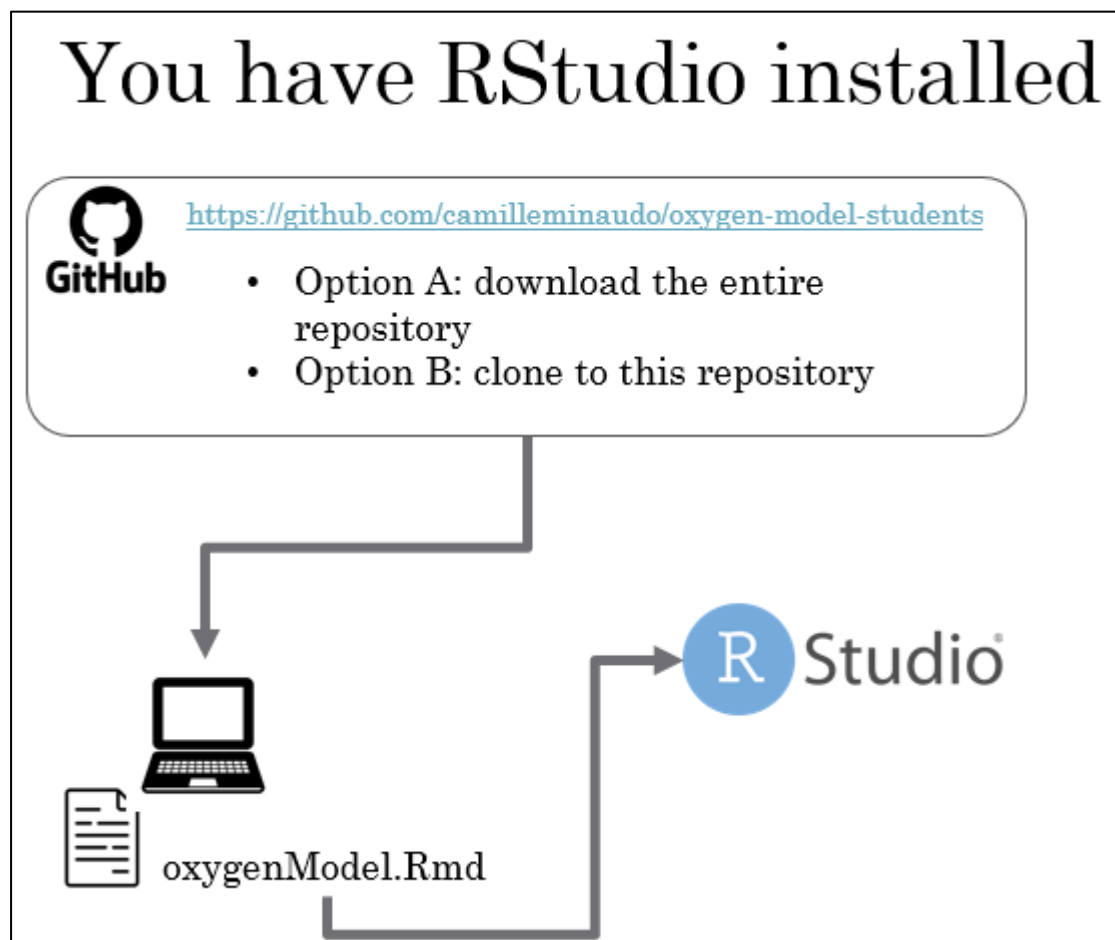 You have RStudio installed
https://github.com/camilleminaudo/oxygen-model-students
GitHub
• Option A: download the entire
repository
• Option B: clone to this repository
R Studio®
oxygenModel.Rmd